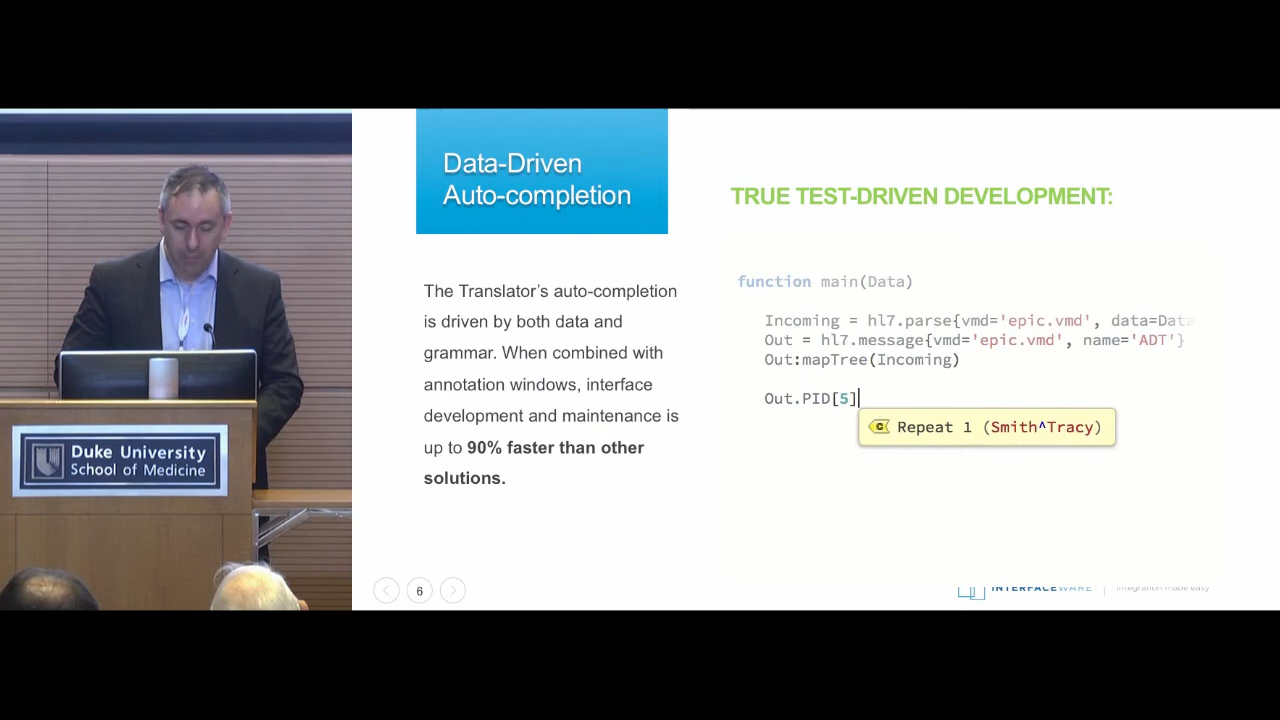 Data-Driven
Auto-completion
TRUE TEST-DRIVEN DEVELOPMENT:
The Translator’s auto-completion
is driven by both data and
grammar. When combined with
annotation windows, interface
development and maintenance is
up to 90% faster than other
solutions.
function main(Data)
Incoming = hl7.parse{vmd='epic.vmd', data=Data
Out = hl7.message{vmd='epic.vmd', name='ADT'}
Out:mapTree(Incoming)
Out.PID[5]
Repeat 1 (Smith^Tracy)
Duke University
School of Medicine
6
INTERFACEWARE
integration made easy